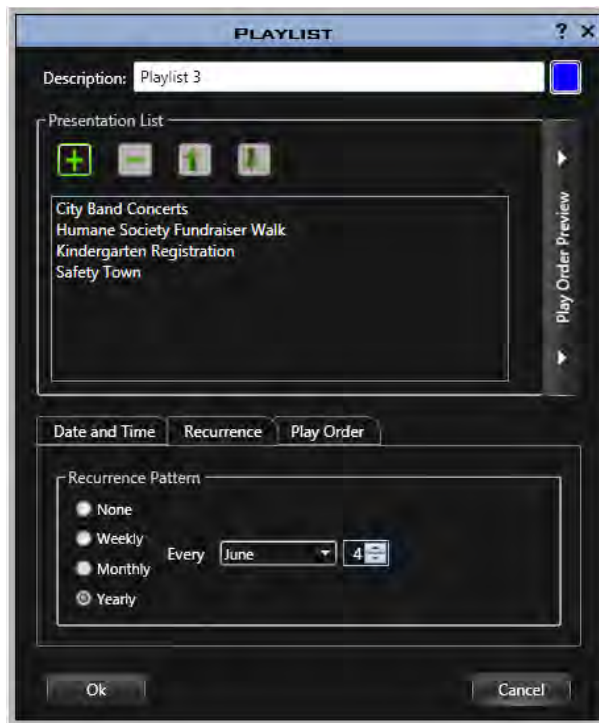 PLAYLIST ? ×
Description: Playlist 3
Presentation List
City Band Concerts
Humane Society Fundraiser Walk
Kindergarten Registration
Safety Town
Play Order Preview
Date and Time Recurrence Play Order
Recurrence Pattern
None
Weekly
Every June 4
Monthly
Yearly
Ok Cancel